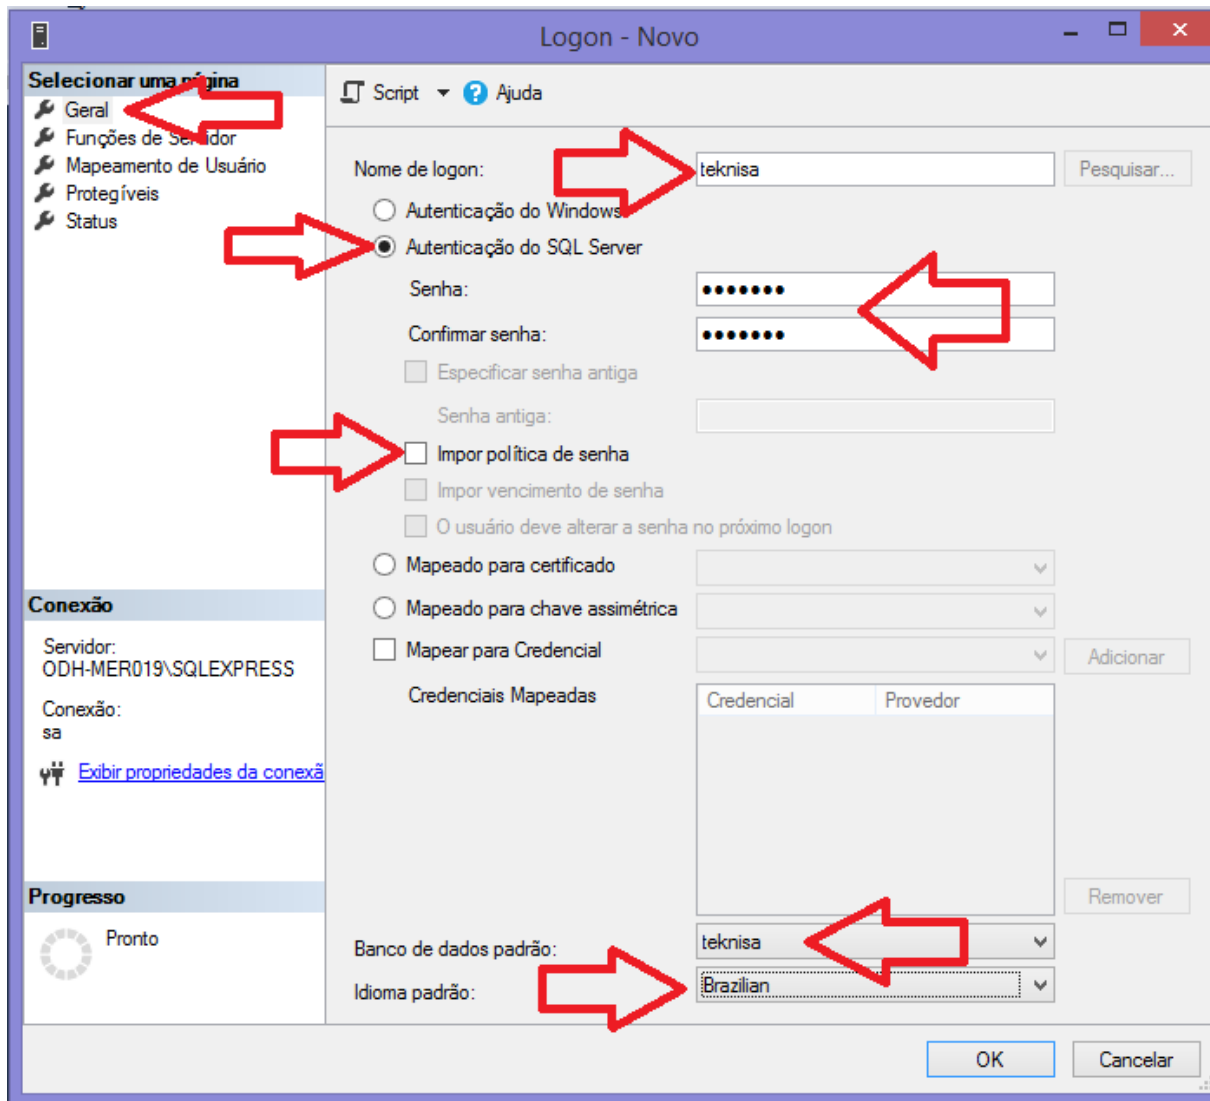 Logon - Novo
Selecionar uma página
Geral
Funções de Servidor
Mapeamento de Usuário
Protegíveis
Status
Script
Ajuda
Nome de logon:
teknisa
Pesquisar...
Autenticação do Windows
Autenticação do SQL Server
Senha:
●●●●●●●
Confirmar senha:
●●●●●●●
Especificar senha antiga
Senha antiga:
Impor política de senha
Impor vencimento de senha
O usuário deve alterar a senha no próximo logon
Mapeado para certificado
Mapeado para chave assimétrica
Mapear para Credencial
Adicionar
Credenciais Mapeadas
Credencial
Provedor
Remover
Banco de dados padrão:
teknisa
Idioma padrão:
Brazilian
Conexão
Servidor:
ODH-MER019\SQLEXPRESS
Conexão:
sa
Exibir propriedades da conexã
Progresso
Pronto
OK
Cancelar